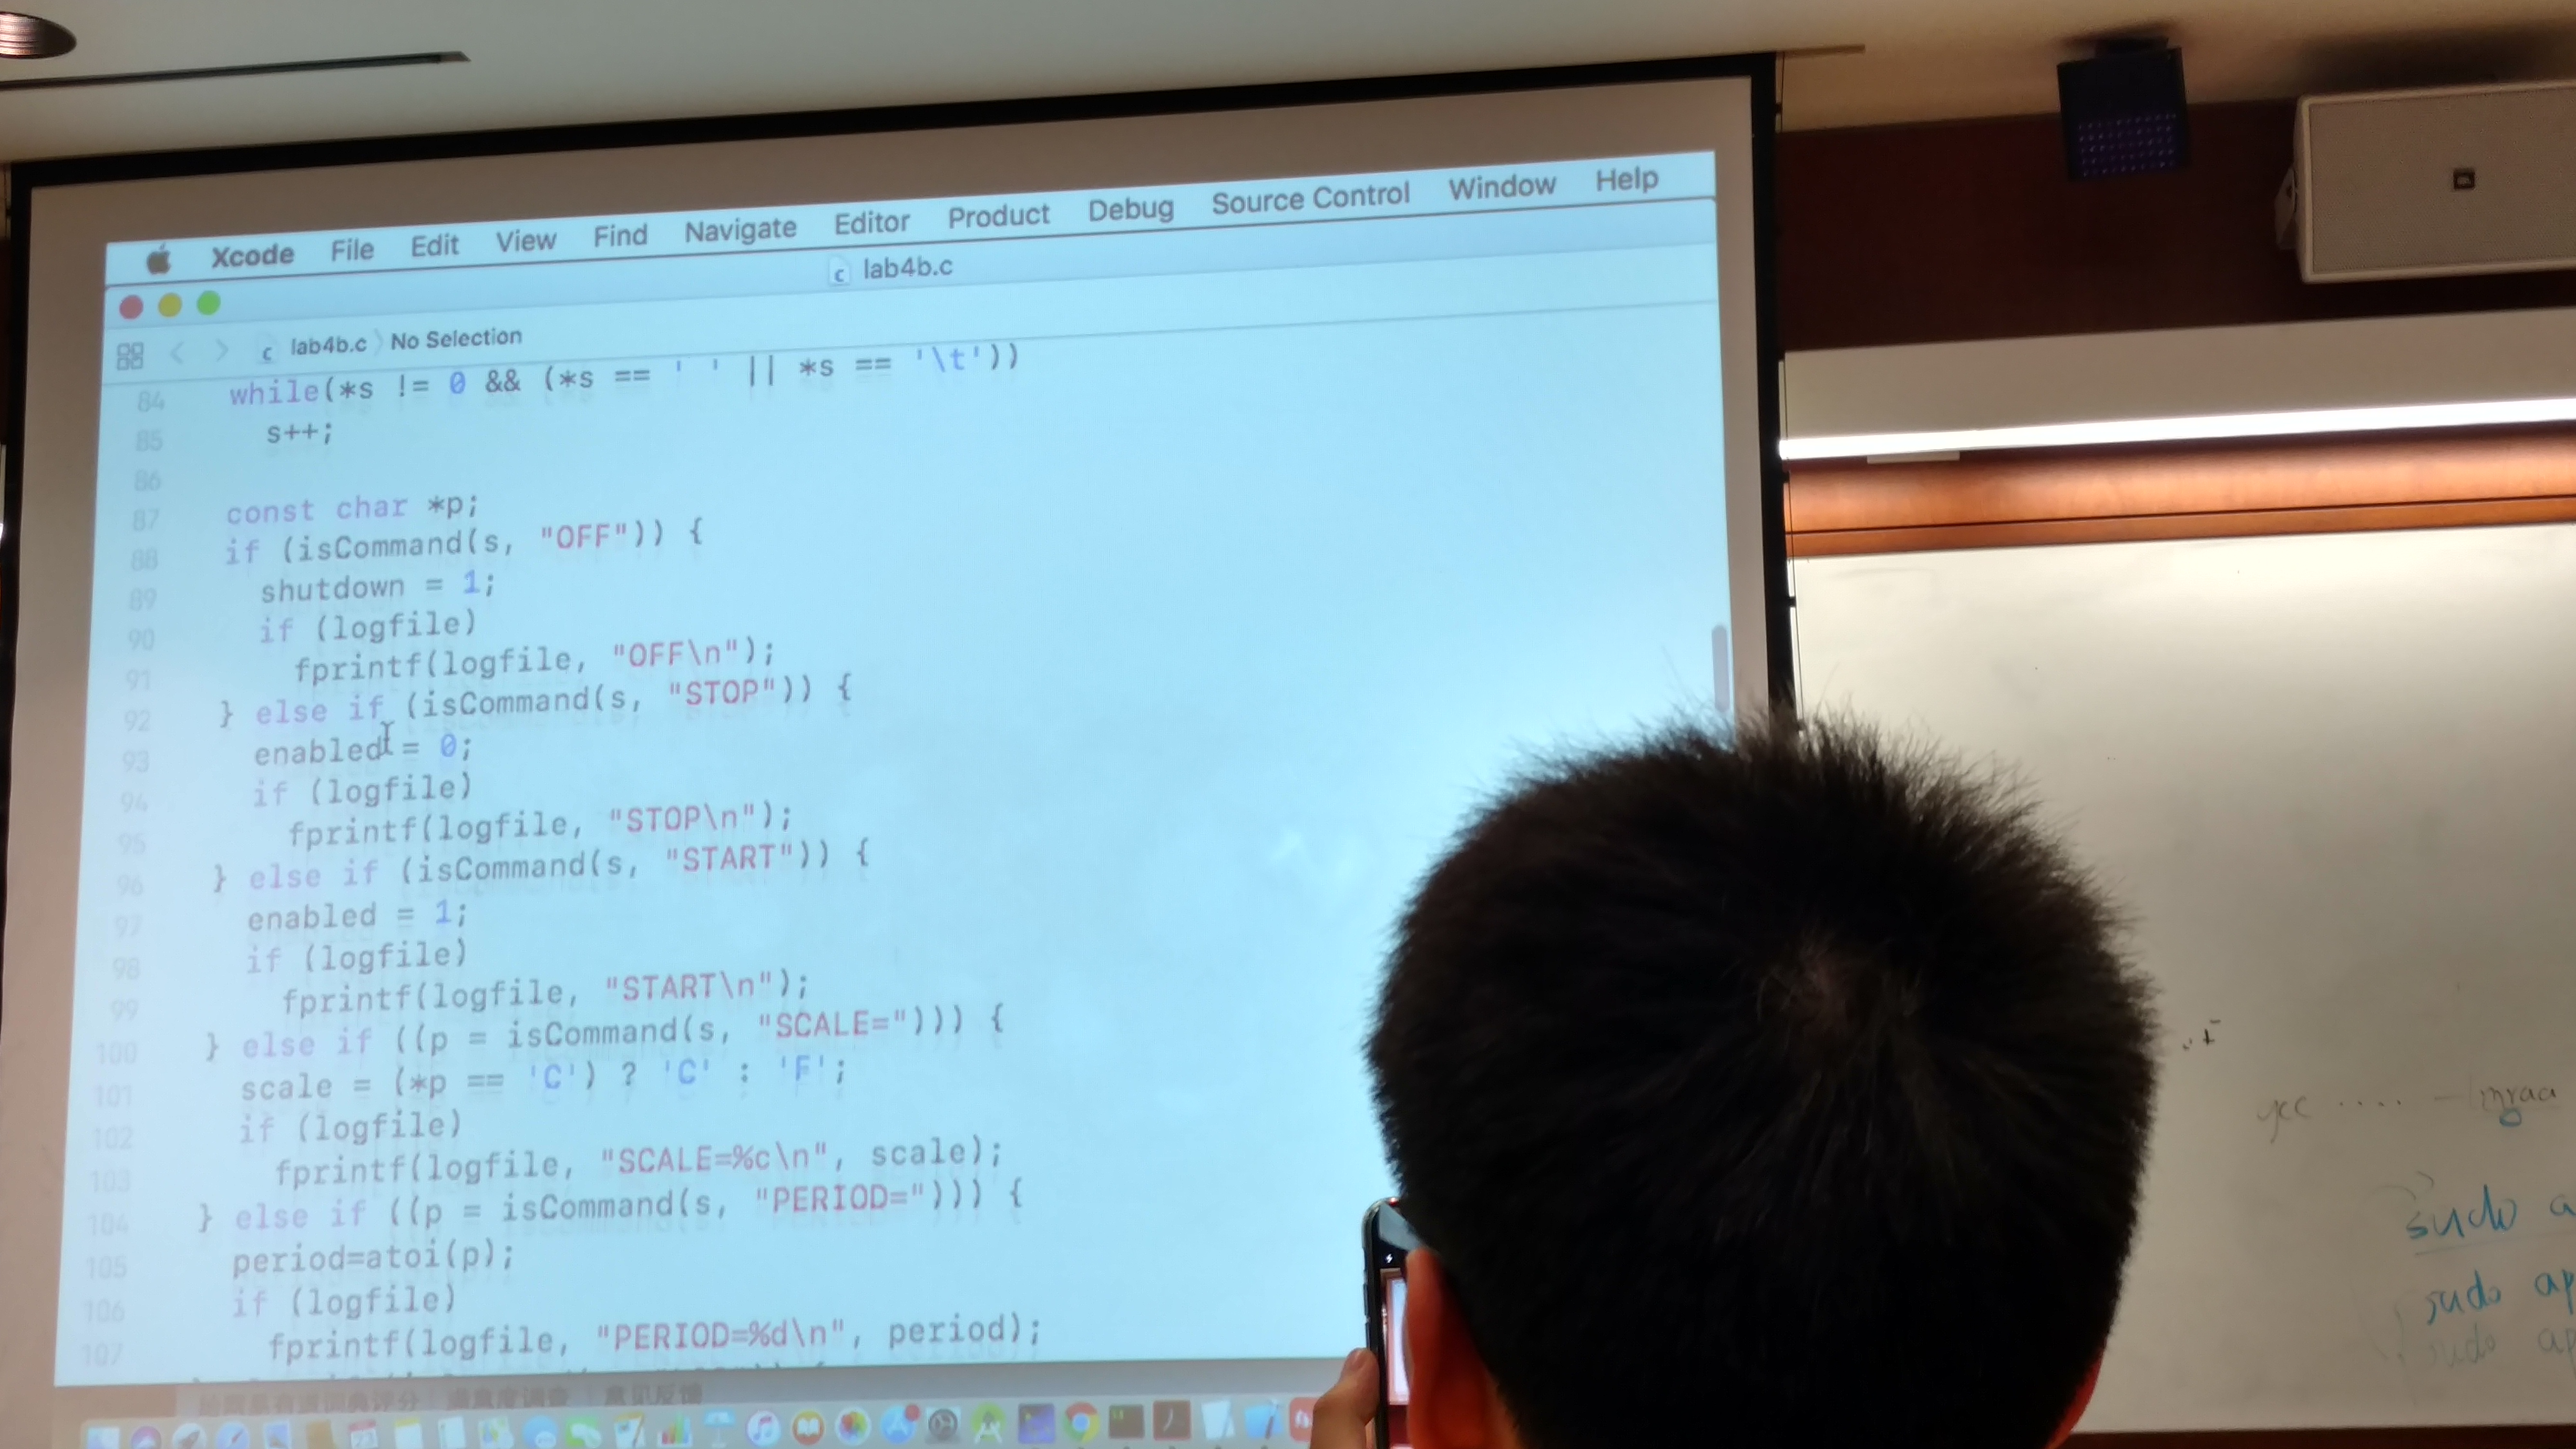 Xcode File Edit View Find Navigate Editor Product Debug Source Control Window Help
c lab4b.c
c lab4b.c No Selection
84 while(*s != 0 && (*s == ' ' || *s == '\t'))
85 s++;
86
87 const char *p;
88 if (isCommand(s, "OFF")) {
89 shutdown = 1;
90 if (logfile)
91 fprintf(logfile, "OFF\n");
92 } else if (isCommand(s, "STOP")) {
93 enabled = 0;
94 if (logfile)
95 fprintf(logfile, "STOP\n");
96 } else if (isCommand(s, "START")) {
97 enabled = 1;
98 if (logfile)
99 fprintf(logfile, "START\n");
100 } else if ((p = isCommand(s, "SCALE="))) {
101 scale = (*p == 'C') ? 'C' : 'F';
102 if (logfile)
103 fprintf(logfile, "SCALE=%c\n", scale);
104 } else if ((p = isCommand(s, "PERIOD="))) {
105 period=atoi(p);
106 if (logfile)
107 fprintf(logfile, "PERIOD=%d\n", period);
gcc .... -lmraa
sudo a
sudo ap
sudo ap